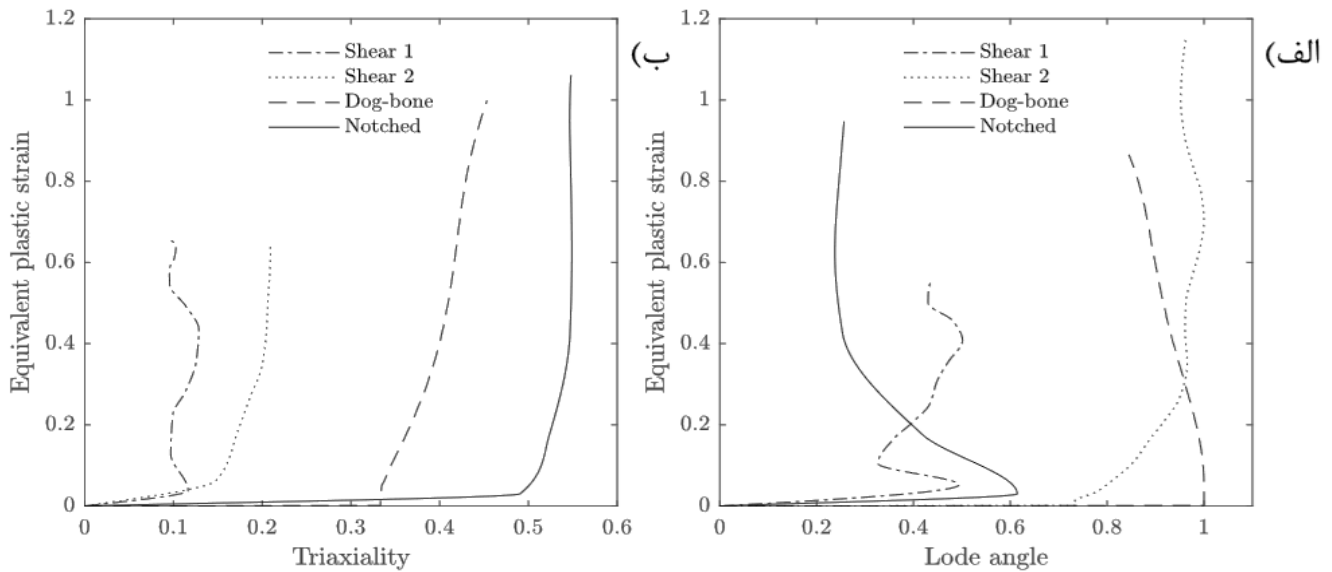 ب)
1.2
1
0.8
0.6
0.4
0.2
0
Equivalent plastic strain
Shear 1
Shear 2
Dog-bone
Notched
0 0.1 0.2 0.3 0.4 0.5 0.6
Triaxiality
الف)
1.2
1
0.8
0.6
0.4
0.2
0
Equivalent plastic strain
Shear 1
Shear 2
Dog-bone
Notched
0 0.2 0.4 0.6 0.8 1
Lode angle